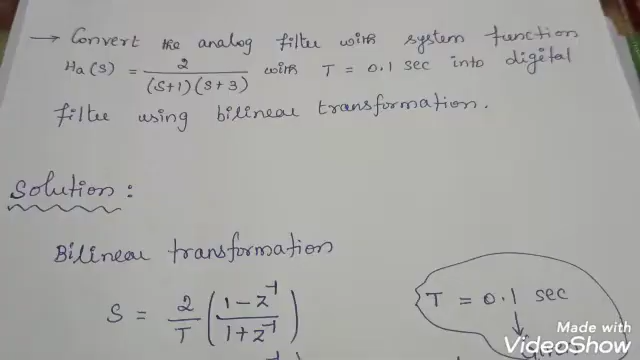 → Convert the analog filter with system function
Ha(s) = 2 / (s+1)(s+3) with T = 0.1 sec into digital
filter using bilinear transformation.
Solution:
Bilinear transformation
S = 2/T (1 - z⁻¹ / 1 + z⁻¹)
T = 0.1 sec
Made with
VideoShow